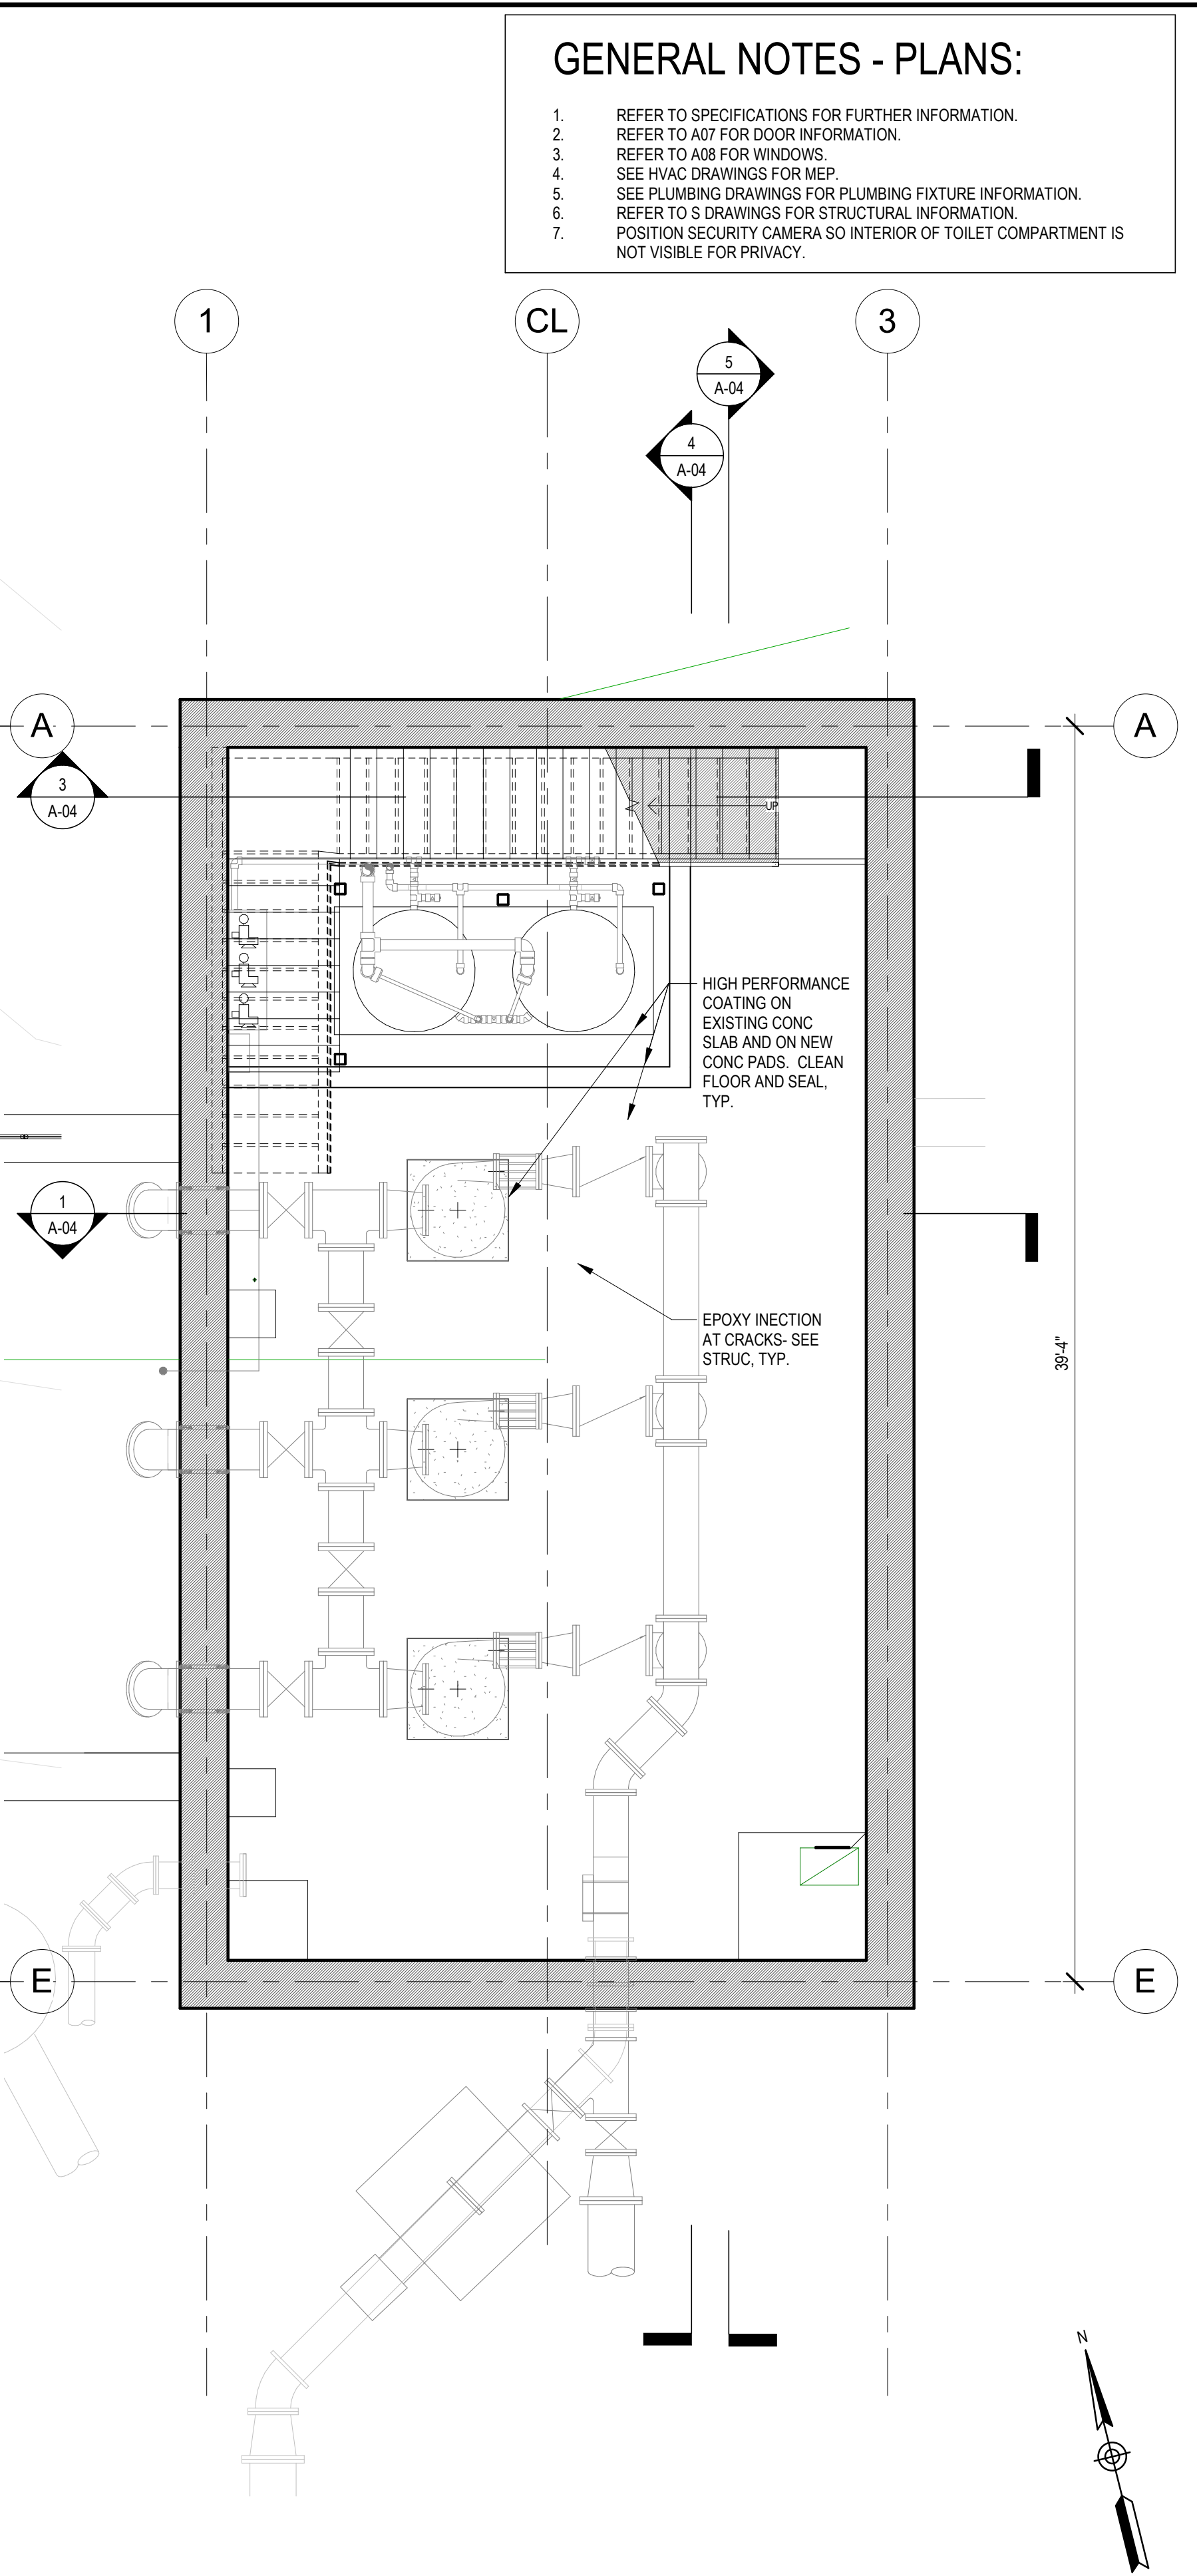 GENERAL NOTES - PLANS:
1. REFER TO SPECIFICATIONS FOR FURTHER INFORMATION.
2. REFER TO A07 FOR DOOR INFORMATION.
3. REFER TO A08 FOR WINDOWS.
4. SEE HVAC DRAWINGS FOR MEP.
5. SEE PLUMBING DRAWINGS FOR PLUMBING FIXTURE INFORMATION.
6. REFER TO S DRAWINGS FOR STRUCTURAL INFORMATION.
7. POSITION SECURITY CAMERA SO INTERIOR OF TOILET COMPARTMENT IS
NOT VISIBLE FOR PRIVACY.
1
CL
3
5
A-04
4
A-04
A
A
3
A-04
UP
HIGH PERFORMANCE
COATING ON
EXISTING CONC
SLAB AND ON NEW
CONC PADS. CLEAN
FLOOR AND SEAL,
TYP.
1
A-04
EPOXY INECTION
AT CRACKS- SEE
STRUC, TYP.
39'-4"
E
E
N